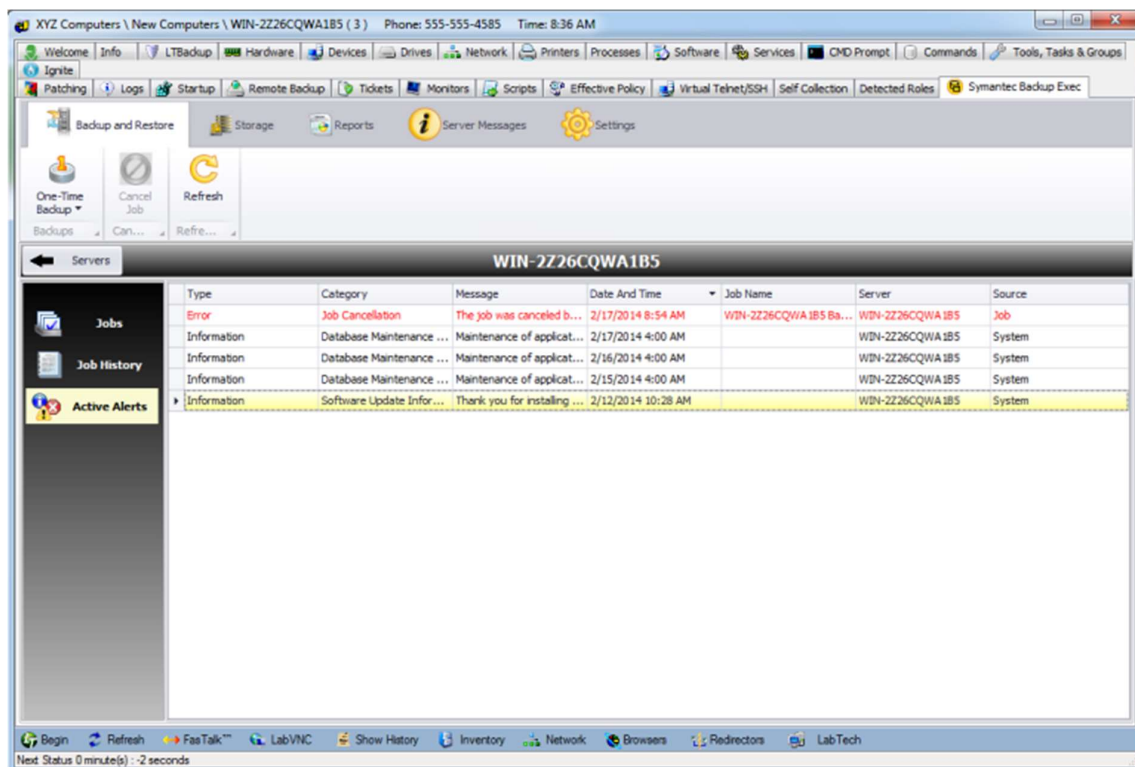 XYZ Computers \ New Computers \ WIN-2Z26CQWA1B5 ( 3 ) Phone: 555-555-4585 Time: 8:36 AM
Welcome Info LTBackup Hardware Devices Drives Network Printers Processes Software Services CMD Prompt Commands Tools, Tasks & Groups
Ignite
Patching Logs Startup Remote Backup Tickets Monitors Scripts Effective Policy Virtual Telnet/SSH Self Collection Detected Roles Symantec Backup Exec
Backup and Restore Storage Reports Server Messages Settings
One-Time Backup Cancel Job Refresh
Backups Can... Refre...
Servers WIN-2Z26CQWA1B5
Type Category Message Date And Time Job Name Server Source
Error Job Cancellation The job was canceled b... 2/17/2014 8:54 AM WIN-2Z26CQWA1B5 Ba... WIN-2Z26CQWA1B5 Job
Information Database Maintenance ... Maintenance of applicat... 2/17/2014 4:00 AM WIN-2Z26CQWA1B5 System
Information Database Maintenance ... Maintenance of applicat... 2/16/2014 4:00 AM WIN-2Z26CQWA1B5 System
Information Database Maintenance ... Maintenance of applicat... 2/15/2014 4:00 AM WIN-2Z26CQWA1B5 System
Information Software Update Infor... Thank you for installing ... 2/12/2014 10:28 AM WIN-2Z26CQWA1B5 System
Jobs
Job History
Active Alerts
Begin Refresh FasTalk™ LabVNC Show History Inventory Network Browsers Redirectors LabTech
Next Status 0 minute(s) : -2 seconds